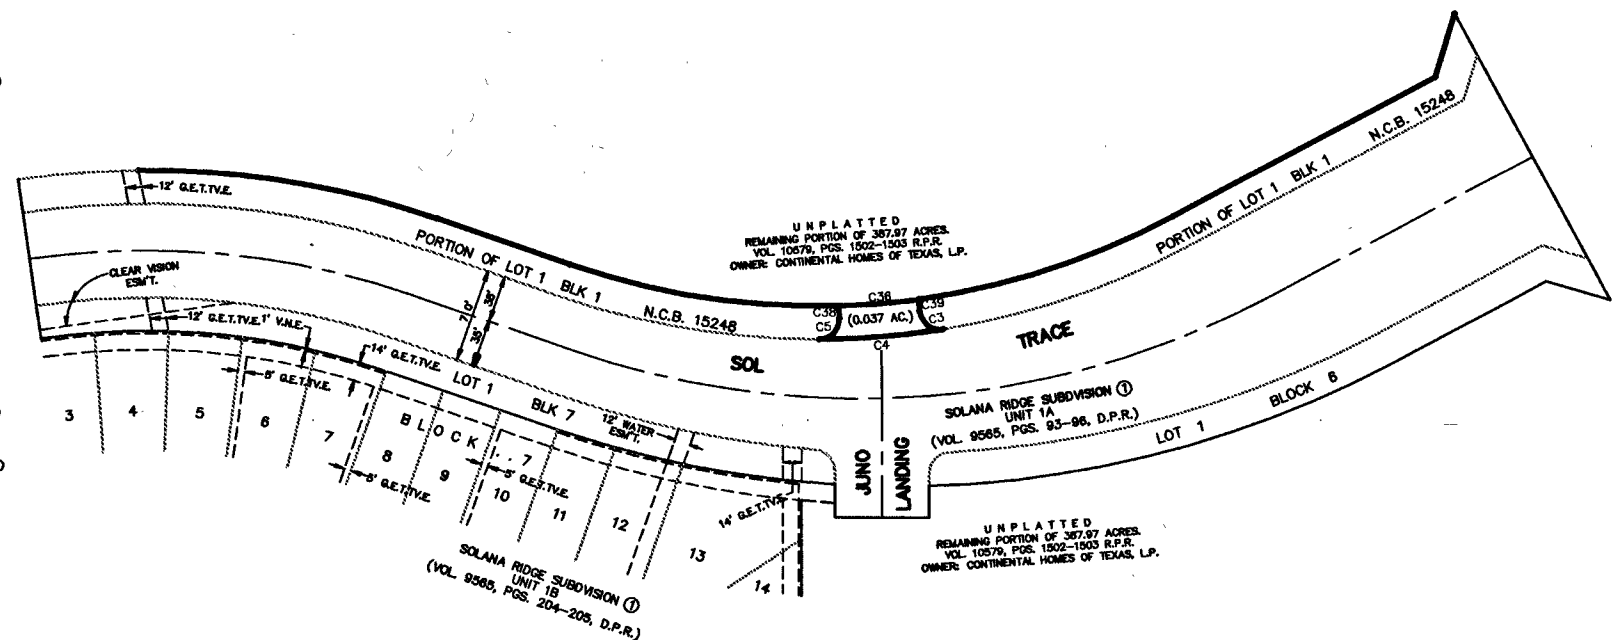 N.C.B. 15248
PORTION OF LOT 1 BLK 1
12' G.E.T.TV.E.
UNPLATTED
REMAINING PORTION OF 387.97 ACRES.
VOL. 10579, PGS. 1502-1503 R.P.R.
OWNER: CONTINENTAL HOMES OF TEXAS, L.P.
PORTION OF LOT 1 BLK 1 N.C.B. 15248
CLEAR VISION
ESM'T.
C36
C38
C39
C5
(0.037 AC.)
C3
C4
70'
35'
35'
12' G.E.T.TV.E.
1' V.N.E.
14' G.E.T.TV.E.
5' G.E.T.TV.E.
SOL
TRACE
LOT 1
BLK 7
BLOCK 7
12' WATER
ESM'T.
SOLANA RIDGE SUBDIVISION ①
UNIT 1A
(VOL. 9565, PGS. 93-96, D.P.R.)
LOT 1
BLOCK 6
3
4
5
6
7
8
9
10
11
12
13
14
5' G.E.T.TV.E.
5' G.E.T.TV.E.
14' G.E.T.TV.E.
JUNO
LANDING
SOLANA RIDGE SUBDIVISION ①
UNIT 1B
(VOL. 9565, PGS. 204-205, D.P.R.)
UNPLATTED
REMAINING PORTION OF 387.97 ACRES.
VOL. 10579, PGS. 1502-1503 R.P.R.
OWNER: CONTINENTAL HOMES OF TEXAS, L.P.